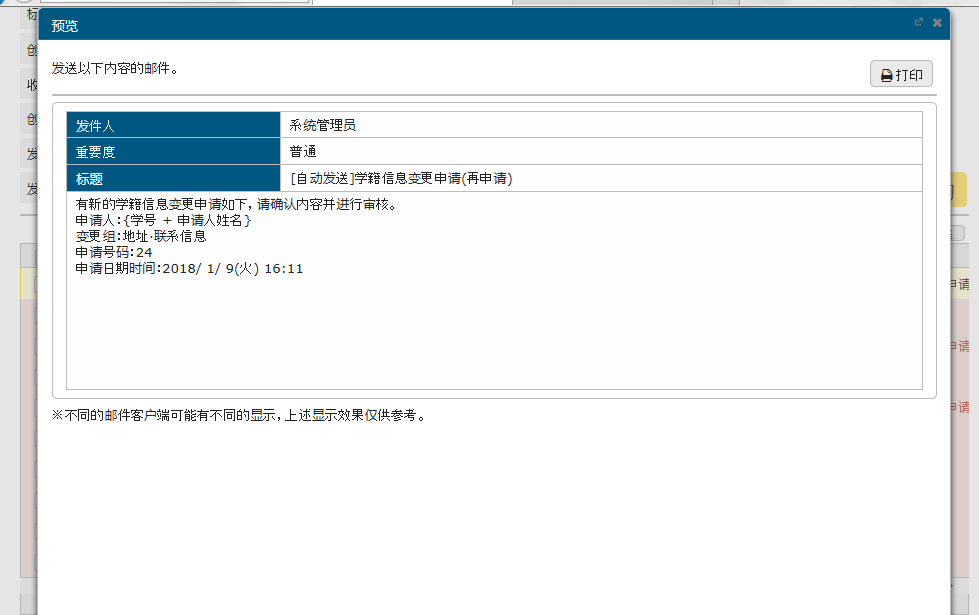 预览
发送以下内容的邮件。
打印
发件人 系统管理员
重要度 普通
标题 [自动发送]学籍信息变更申请(再申请)
有新的学籍信息变更申请如下，请确认内容并进行审核。
申请人:{学号 + 申请人姓名}
变更组:地址·联系信息
申请号码:24
申请日期时间:2018/ 1/ 9(火) 16:11
※不同的邮件客户端可能有不同的显示，上述显示效果仅供参考。
申请
申请
申请